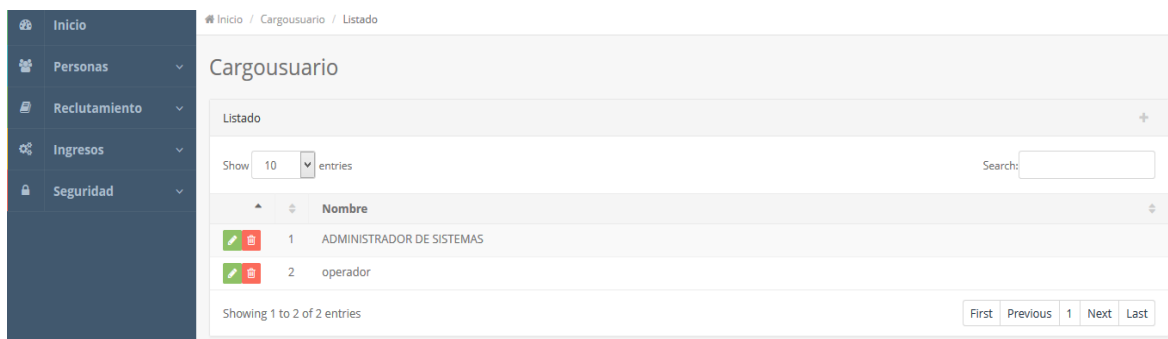 Inicio
Personas
Reclutamiento
Ingresos
Seguridad
Inicio / Cargousuario / Listado
Cargousuario
Listado
Show 10 entries
Search:
Nombre
1 ADMINISTRADOR DE SISTEMAS
2 operador
Showing 1 to 2 of 2 entries
First Previous 1 Next Last